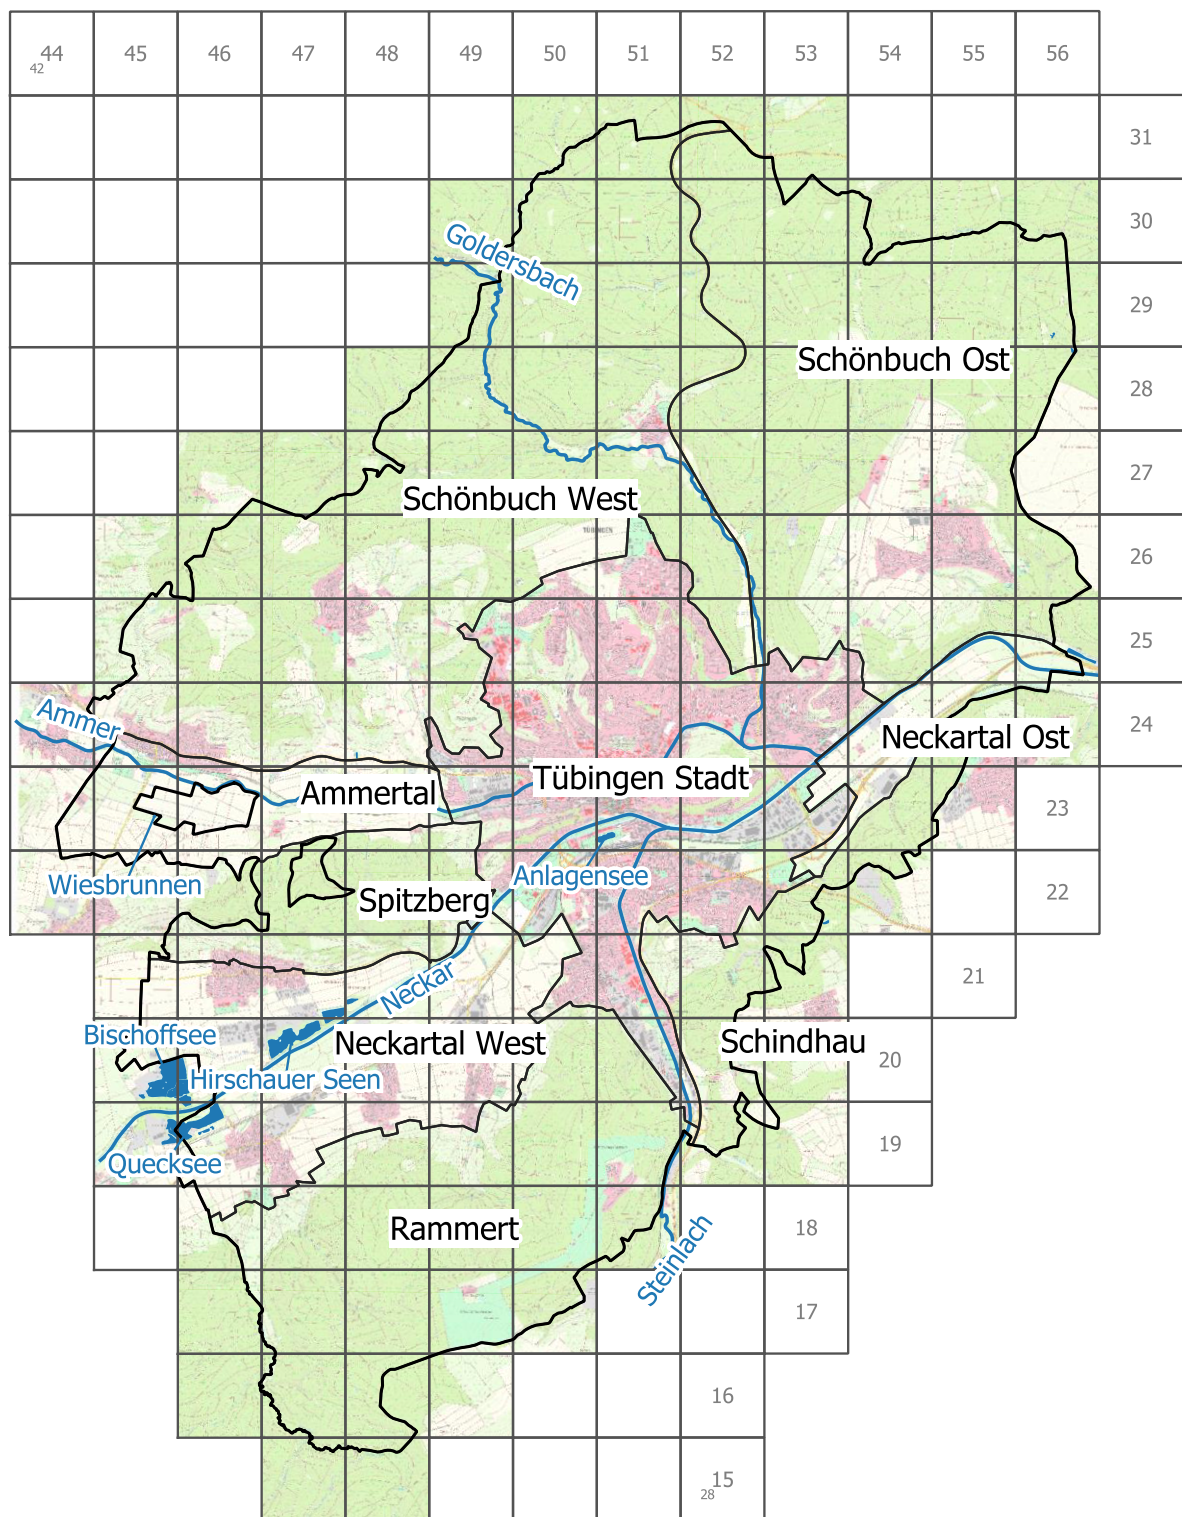 44 45 46 47 48 49 50 51 52 53 54 55 56
42
31
30
Goldersbach
29
Schönbuch Ost
28
27
Schönbuch West
TÜBINGEN
26
25
Ammer
24
Neckartal Ost
Tübingen Stadt
Ammertal
23
Wiesbrunnen
Anlagensee
22
Spitzberg
21
Neckar
Bischoffsee
Neckartal West
Schindhau
20
Hirschauer Seen
19
Quecksee
Rammert
18
Steinlach
17
16
15
28